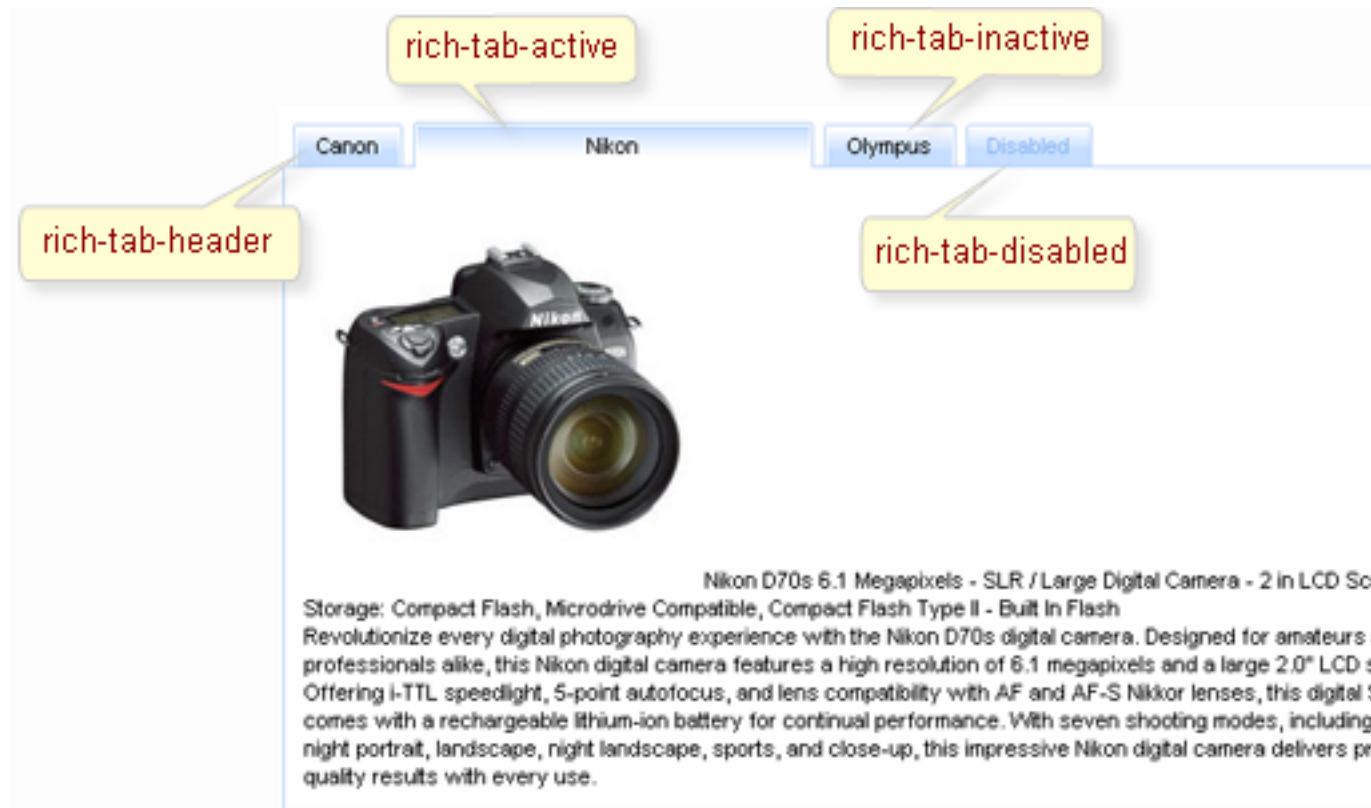 rich-tab-active
rich-tab-inactive
Canon
Nikon
Olympus
Disabled
rich-tab-header
rich-tab-disabled
Nikon
Nikon D70s 6.1 Megapixels - SLR / Large Digital Camera - 2 in LCD Sc
Storage: Compact Flash, Microdrive Compatible, Compact Flash Type II - Built In Flash
Revolutionize every digital photography experience with the Nikon D70s digital camera. Designed for amateurs
professionals alike, this Nikon digital camera features a high resolution of 6.1 megapixels and a large 2.0" LCD s
Offering i-TTL speedlight, 5-point autofocus, and lens compatibility with AF and AF-S Nikkor lenses, this digital
comes with a rechargeable lithium-ion battery for continual performance. With seven shooting modes, including
night portrait, landscape, night landscape, sports, and close-up, this impressive Nikon digital camera delivers pr
quality results with every use.